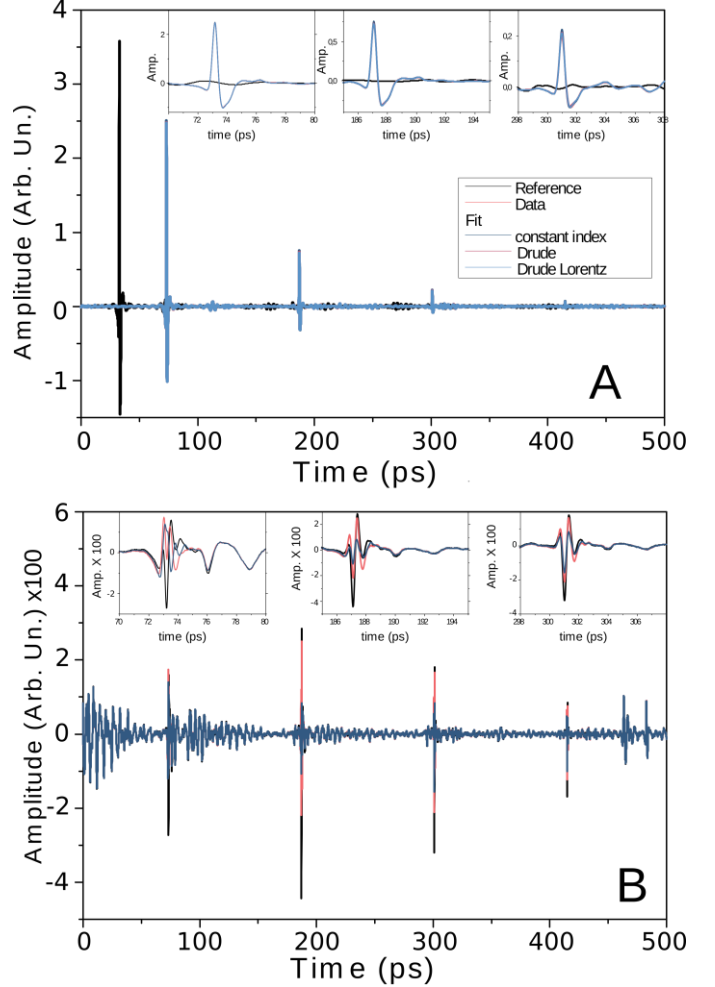 4
3
2
1
0
-1
Amplitude (Arb. Un.)
0 100 200 300 400 500
Time (ps)
Amp.
2
1
0
72 74 76 78 80
time (ps)
Amp.
0.5
0.0
186 188 190 192 194
time (ps)
Amp.
0,2
0,0
298 300 302 304 306 308
time (ps)
Reference
Data
Fit
constant index
Drude
Drude Lorentz
A
6
4
2
0
-2
-4
Amplitude (Arb. Un.) x100
0 100 200 300 400 500
Time (ps)
Amp. X 100
2
0
-2
70 72 74 76 78 80
time (ps)
Amp. X 100
2
0
-2
-4
186 188 190 192 194
time (ps)
Amp. X 100
2
0
-2
-4
298 300 302 304 306
time (ps)
B